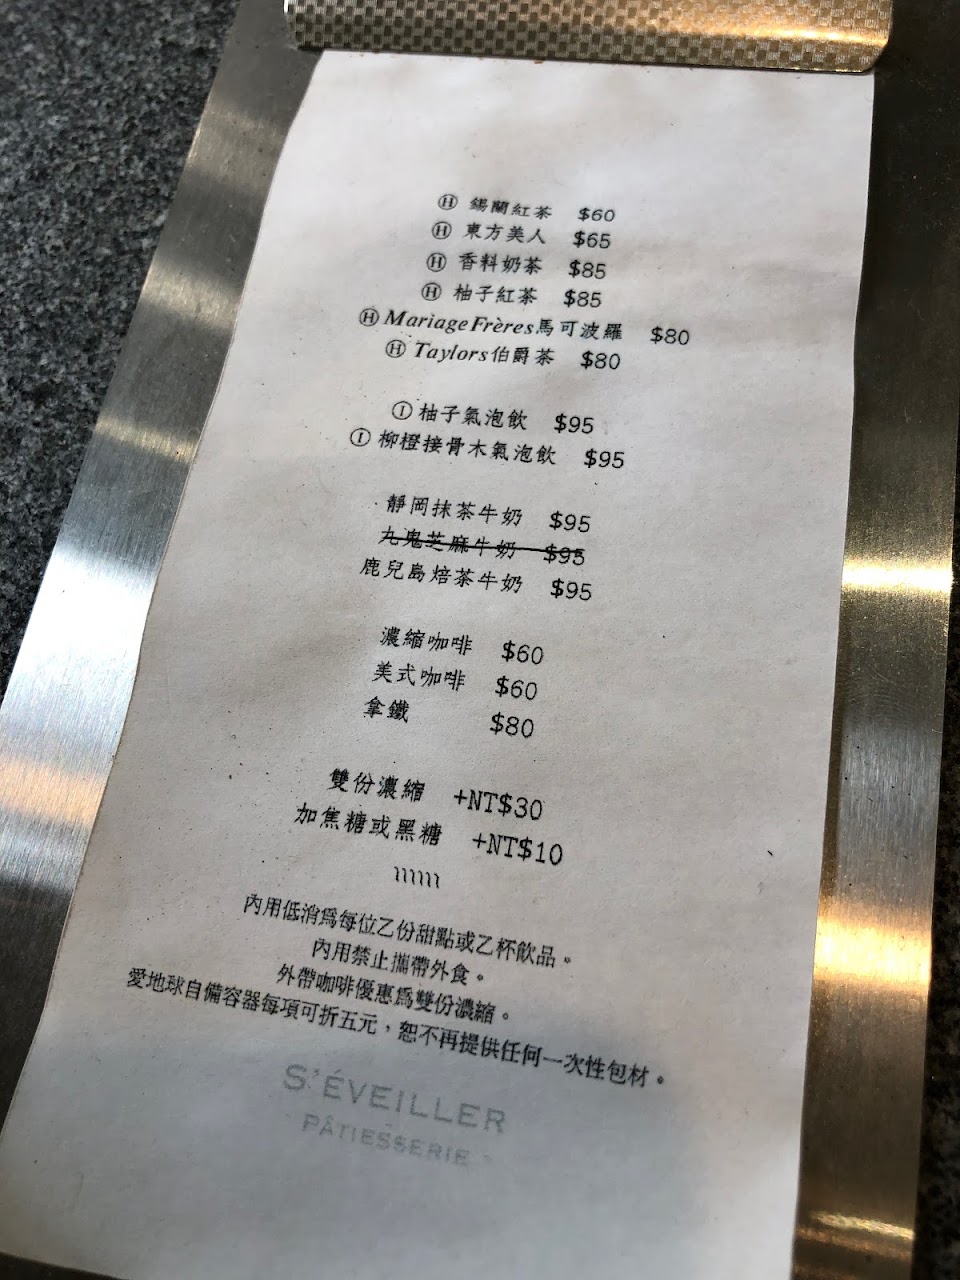 Ⓗ 錫蘭紅茶 $60
Ⓗ 東方美人 $65
Ⓗ 香料奶茶 $85
Ⓗ 柚子紅茶 $85
Ⓗ Mariage Frères馬可波羅 $80
Ⓗ Taylors伯爵茶 $80
Ⓘ 柚子氣泡飲 $95
Ⓘ 柳橙接骨木氣泡飲 $95
靜岡抹茶牛奶 $95
九鬼芝麻牛奶 $95
鹿兒島焙茶牛奶 $95
濃縮咖啡 $60
美式咖啡 $60
拿鐵 $80
雙份濃縮 +NT$30
加焦糖或黑糖 +NT$10
內用低消為每位乙份甜點或乙杯飲品。
內用禁止攜帶外食。
外帶咖啡優惠為雙份濃縮。
愛地球自備容器每項可折五元，恕不再提供任何一次性包材。
S'ÉVEILLER
PÂTIESSERIE